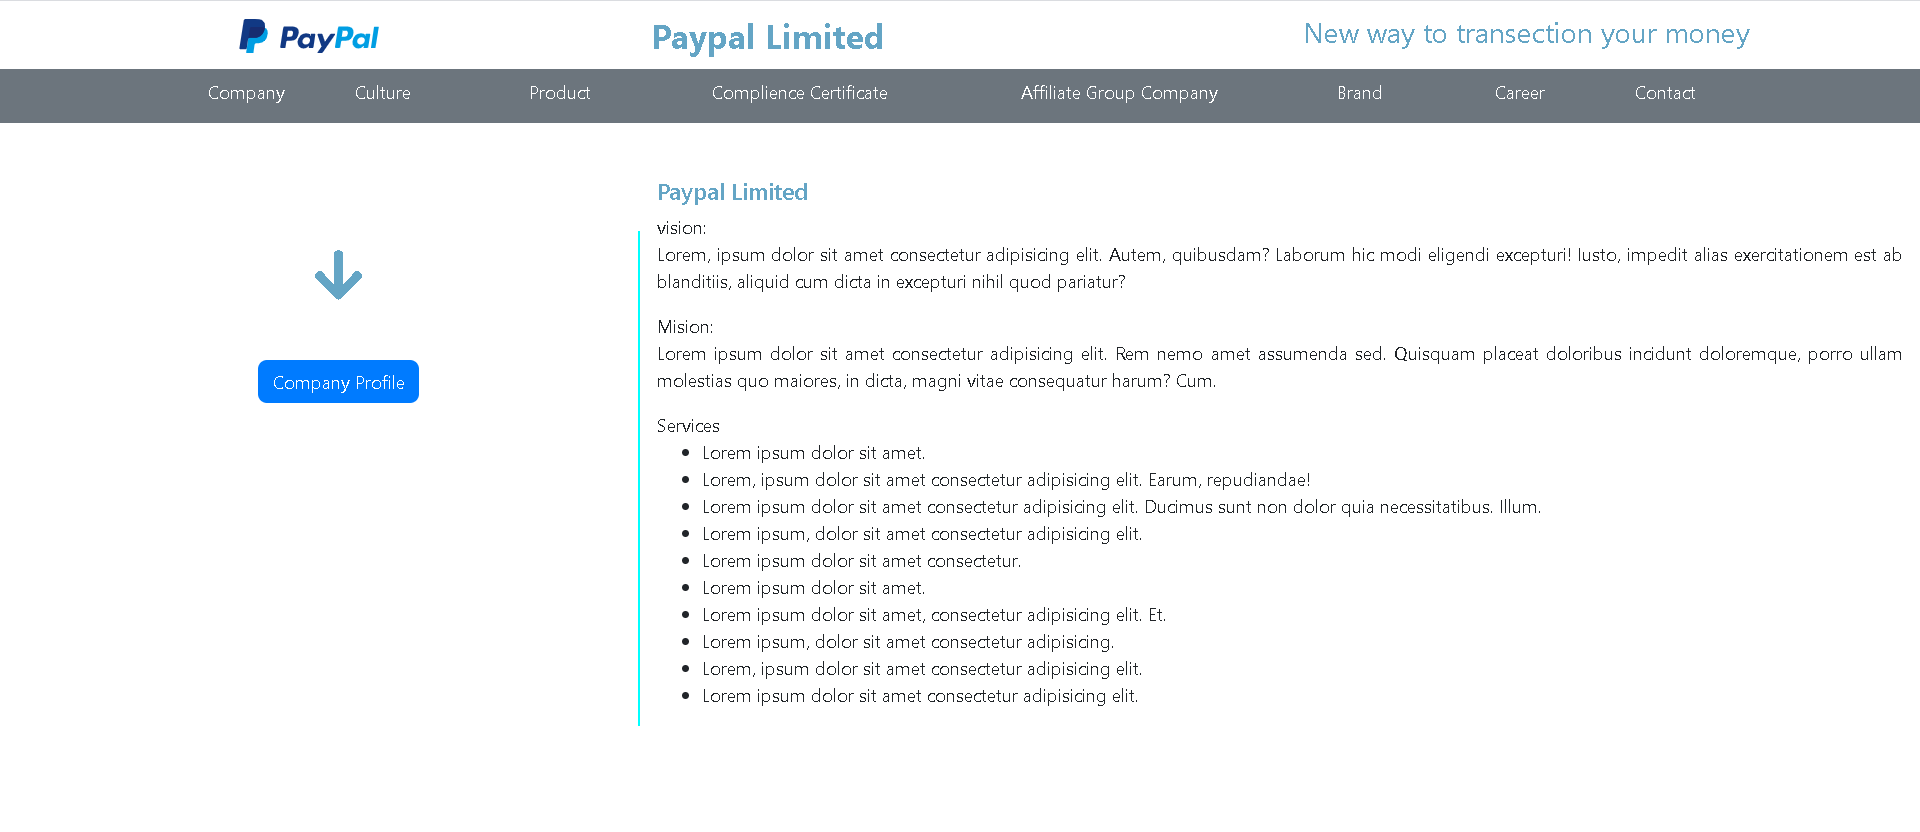 PayPal
Paypal Limited
New way to transection your money
Company Culture Product Complience Certificate Affiliate Group Company Brand Career Contact
Company Profile
Paypal Limited
vision:
Lorem, ipsum dolor sit amet consectetur adipisicing elit. Autem, quibusdam? Laborum hic modi eligendi excepturi! Iusto, impedit alias exercitationem est ab
blanditiis, aliquid cum dicta in excepturi nihil quod pariatur?
Mision:
Lorem ipsum dolor sit amet consectetur adipisicing elit. Rem nemo amet assumenda sed. Quisquam placeat doloribus incidunt doloremque, porro ullam
molestias quo maiores, in dicta, magni vitae consequatur harum? Cum.
Services
Lorem ipsum dolor sit amet.
Lorem, ipsum dolor sit amet consectetur adipisicing elit. Earum, repudiandae!
Lorem ipsum dolor sit amet consectetur adipisicing elit. Ducimus sunt non dolor quia necessitatibus. Illum.
Lorem ipsum, dolor sit amet consectetur adipisicing elit.
Lorem ipsum dolor sit amet consectetur.
Lorem ipsum dolor sit amet.
Lorem ipsum dolor sit amet, consectetur adipisicing elit. Et.
Lorem ipsum, dolor sit amet consectetur adipisicing.
Lorem, ipsum dolor sit amet consectetur adipisicing elit.
Lorem ipsum dolor sit amet consectetur adipisicing elit.